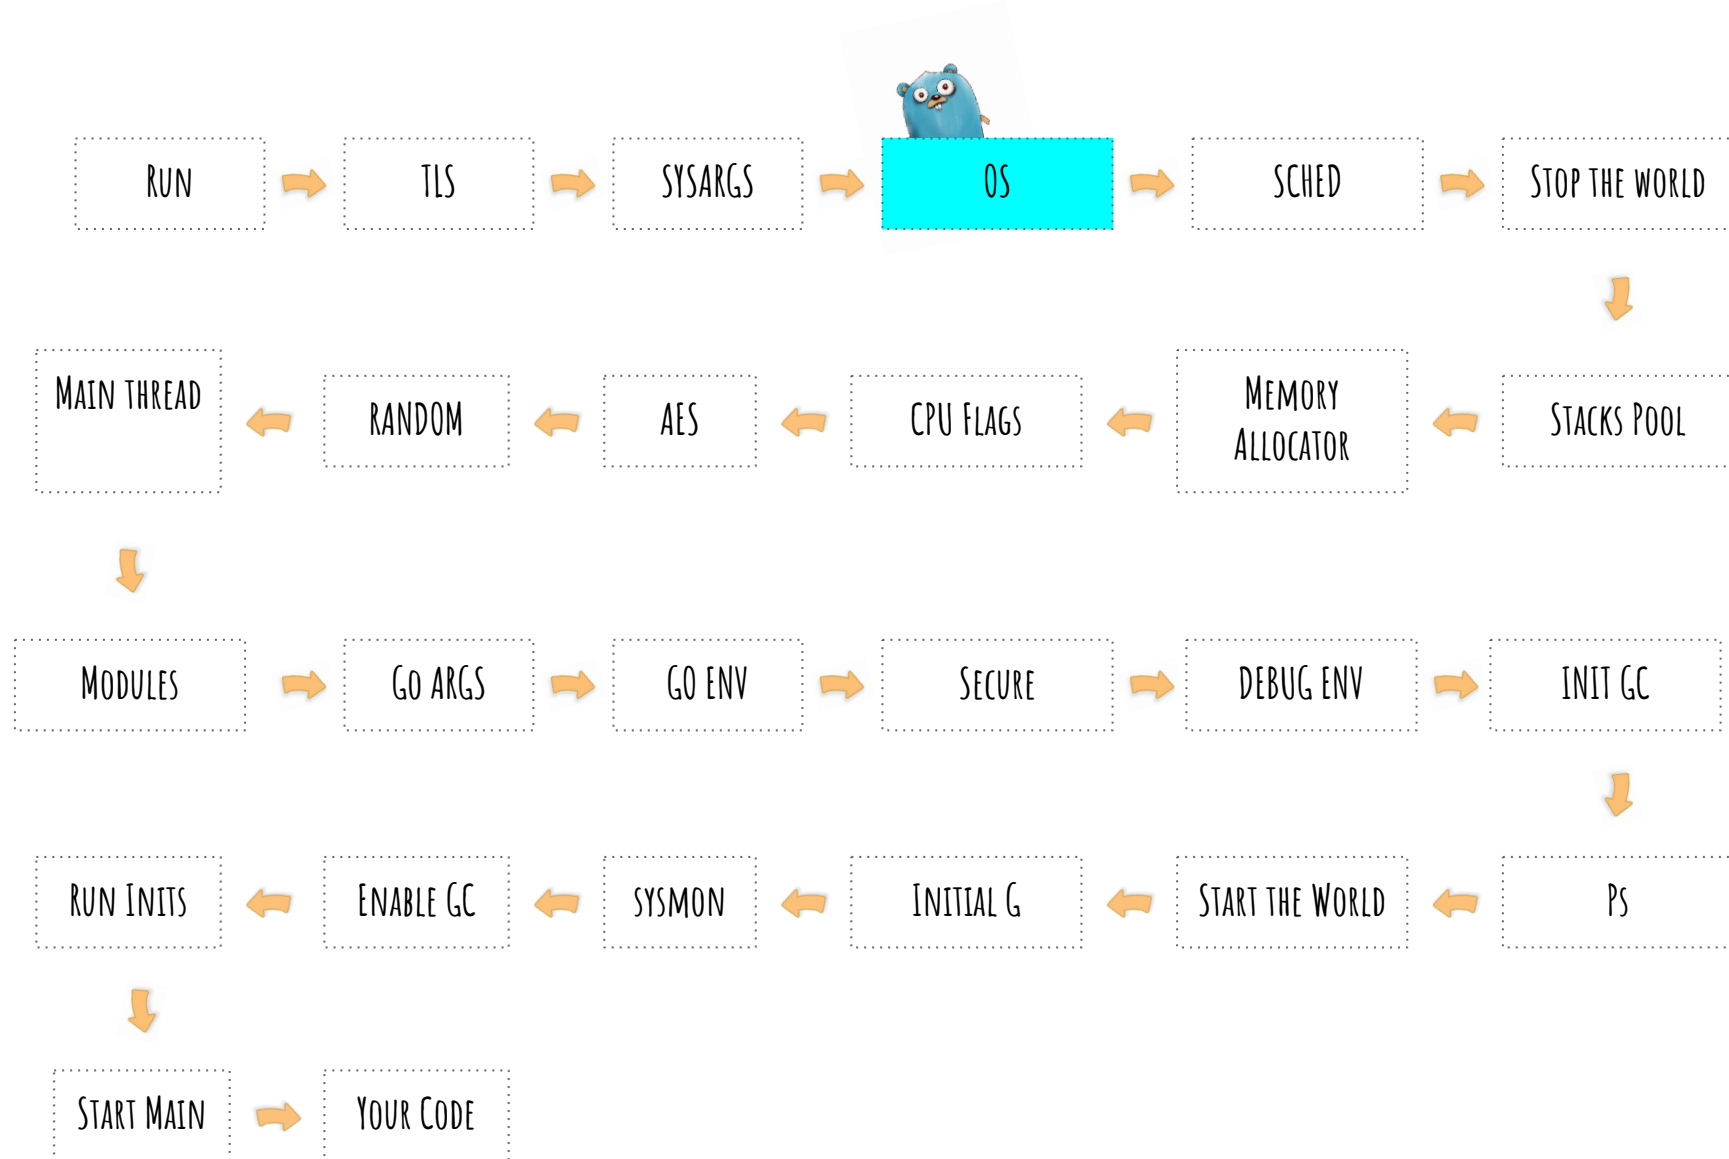 Run
TLS
SYSARGS
OS
SCHED
Stop the world
Stacks Pool
Memory
Allocator
CPU Flags
AES
RANDOM
Main thread
Modules
Go ARGS
GO ENV
Secure
DEBUG ENV
INIT GC
Ps
Start the World
Initial G
SYSMON
Enable GC
Run Inits
Start Main
Your Code